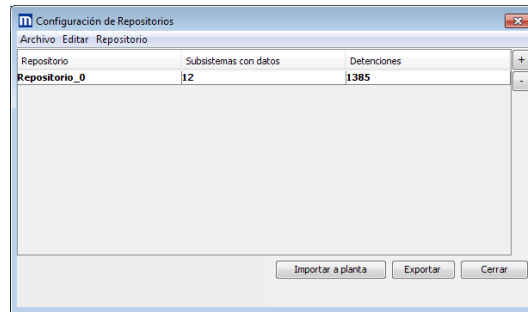 m Configuración de Repositorios
Archivo Editar Repositorio
Repositorio Subsistemas con datos Detenciones
Repositorio_0 12 1385
+
-
Importar a planta Exportar Cerrar